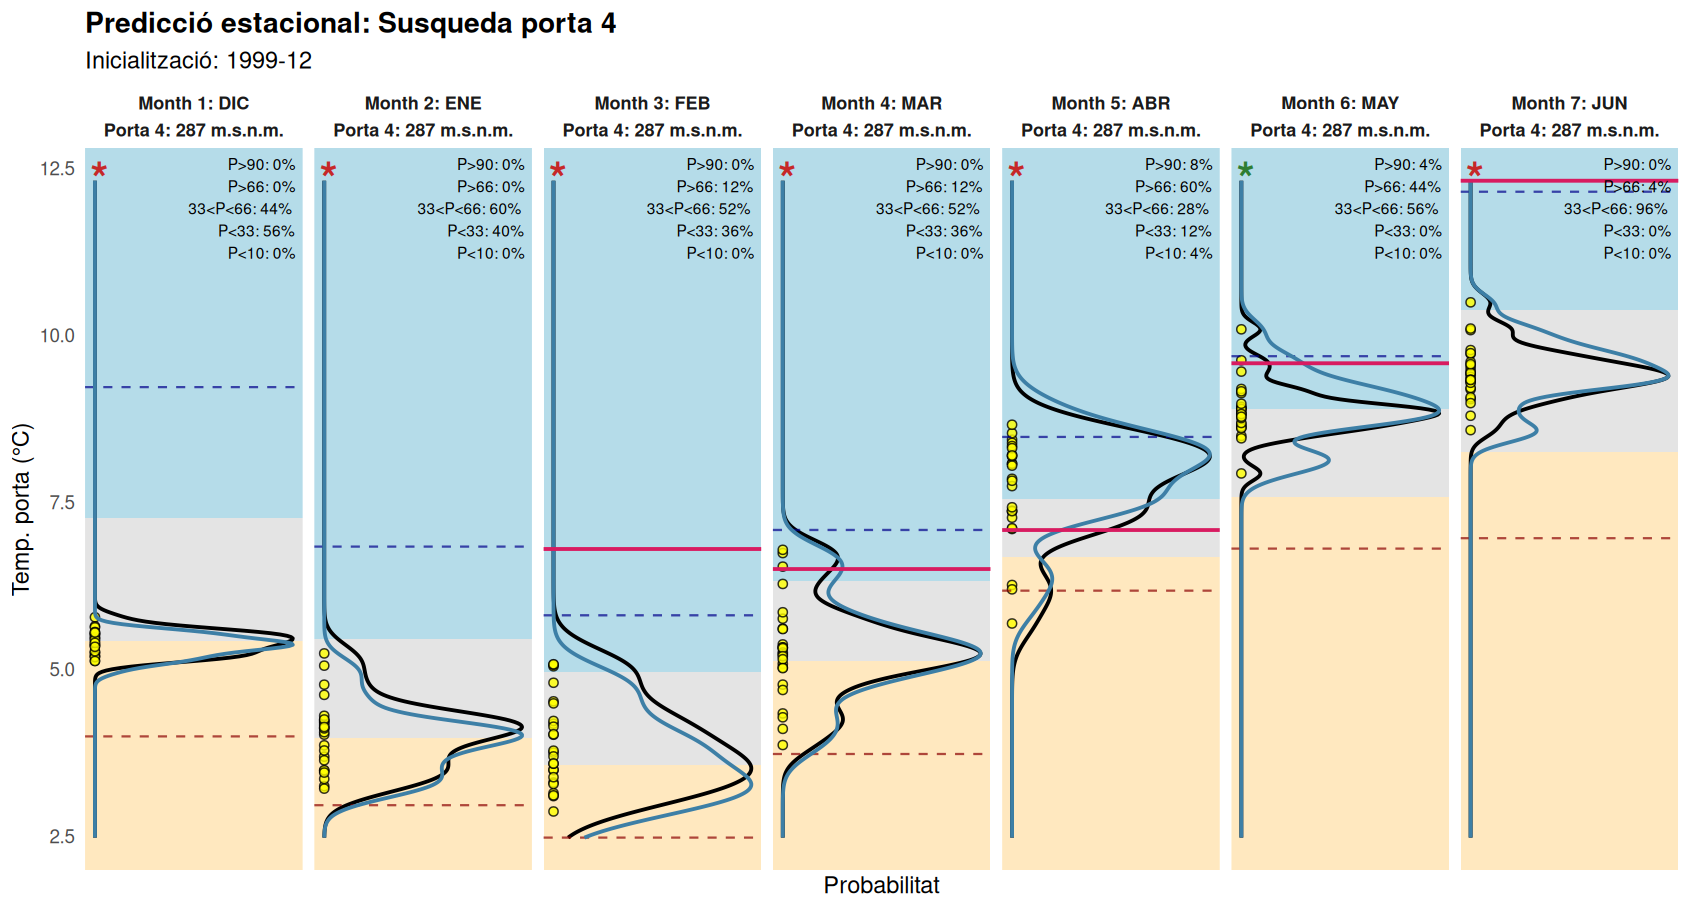 Predicció estacional: Susqueda porta 4
Inicialització: 1999-12
Month 1: DIC
Porta 4: 287 m.s.n.m.
Month 2: ENE
Porta 4: 287 m.s.n.m.
Month 3: FEB
Porta 4: 287 m.s.n.m.
Month 4: MAR
Porta 4: 287 m.s.n.m.
Month 5: ABR
Porta 4: 287 m.s.n.m.
Month 6: MAY
Porta 4: 287 m.s.n.m.
Month 7: JUN
Porta 4: 287 m.s.n.m.
Temp. porta (°C)
12.5
10.0
7.5
5.0
2.5
*
P>90: 0%
P>66: 0%
33<P<66: 44%
P<33: 56%
P<10: 0%
*
P>90: 0%
P>66: 0%
33<P<66: 60%
P<33: 40%
P<10: 0%
*
P>90: 0%
P>66: 12%
33<P<66: 52%
P<33: 36%
P<10: 0%
*
P>90: 0%
P>66: 12%
33<P<66: 52%
P<33: 36%
P<10: 0%
*
P>90: 8%
P>66: 60%
33<P<66: 28%
P<33: 12%
P<10: 4%
*
P>90: 4%
P>66: 44%
33<P<66: 56%
P<33: 0%
P<10: 0%
*
P>90: 0%
P>66: 4%
33<P<66: 96%
P<33: 0%
P<10: 0%
Probabilitat